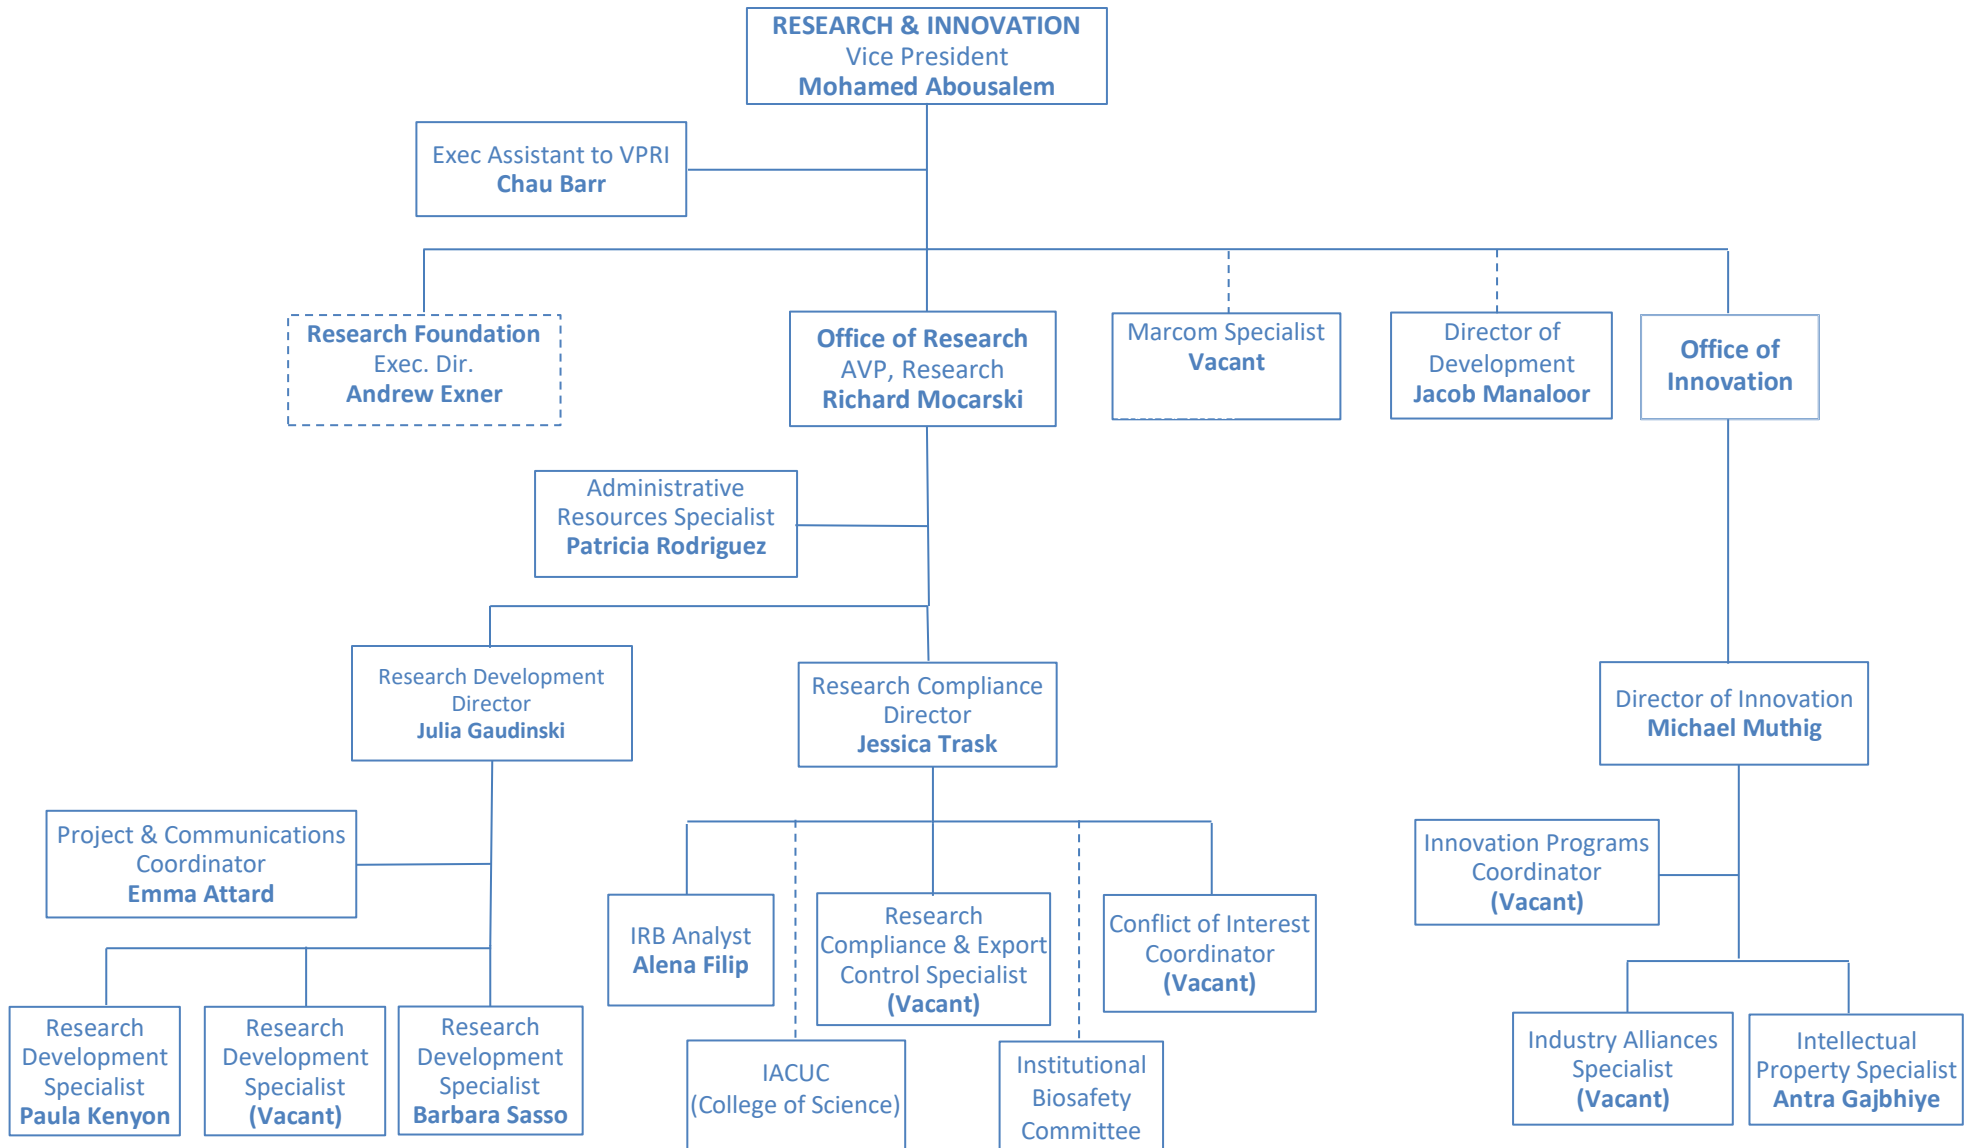 RESEARCH & INNOVATION
Vice President
Mohamed Abousalem
Exec Assistant to VPRI
Chau Barr
Research Foundation
Exec. Dir.
Andrew Exner
Office of Research
AVP, Research
Richard Mocarski
Marcom Specialist
Vacant
Director of
Development
Jacob Manaloor
Office of
Innovation
Administrative
Resources Specialist
Patricia Rodriguez
Research Development
Director
Julia Gaudinski
Research Compliance
Director
Jessica Trask
Director of Innovation
Michael Muthig
Project & Communications
Coordinator
Emma Attard
Innovation Programs
Coordinator
(Vacant)
IRB Analyst
Alena Filip
Research
Compliance & Export
Control Specialist
(Vacant)
Conflict of Interest
Coordinator
(Vacant)
Research
Development
Specialist
Paula Kenyon
Research
Development
Specialist
(Vacant)
Research
Development
Specialist
Barbara Sasso
IACUC
(College of Science)
Institutional
Biosafety
Committee
Industry Alliances
Specialist
(Vacant)
Intellectual
Property Specialist
Antra Gajbhiye